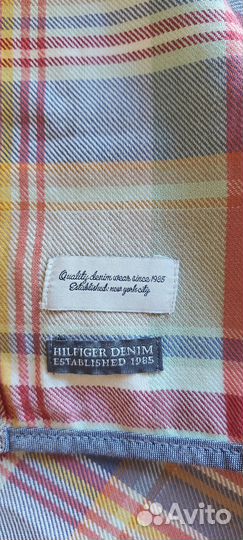 Quality denim wear since 1985
Established: new york city
HILFIGER DENIM
ESTABLISHED 1985
Avito